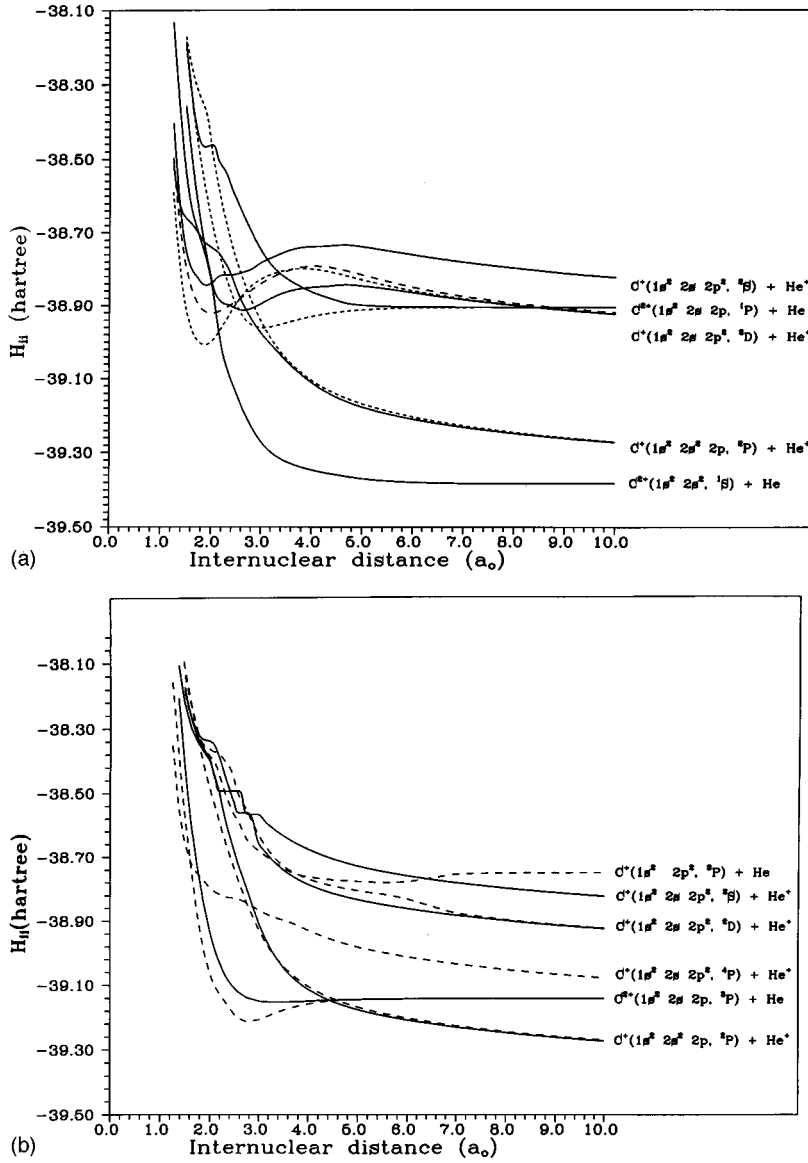 −38.10
−38.30
−38.50
−38.70
−38.90
−39.10
−39.30
−39.50
H_ii (hartree)
0.0 1.0 2.0 3.0 4.0 5.0 6.0 7.0 8.0 9.0 10.0
Internuclear distance (a_o)
C⁺(1s² 2s 2p², ²S) + He⁺
C²⁺(1s² 2s 2p, ¹P) + He
C⁺(1s² 2s 2p², ²D) + He⁺
C⁺(1s² 2s² 2p, ²P) + He⁺
C²⁺(1s² 2s², ¹S) + He
(a)
−38.10
−38.30
−38.50
−38.70
−38.90
−39.10
−39.30
−39.50
H_ii(hartree)
0.0 1.0 2.0 3.0 4.0 5.0 6.0 7.0 8.0 9.0 10.0
Internuclear distance (a_o)
C⁺(1s² 2p², ³P) + He
C⁺(1s² 2s 2p², ²S) + He⁺
C⁺(1s² 2s 2p², ²D) + He⁺
C⁺(1s² 2s 2p², ⁴P) + He⁺
C²⁺(1s² 2s 2p, ³P) + He
C⁺(1s² 2s² 2p, ²P) + He⁺
(b)